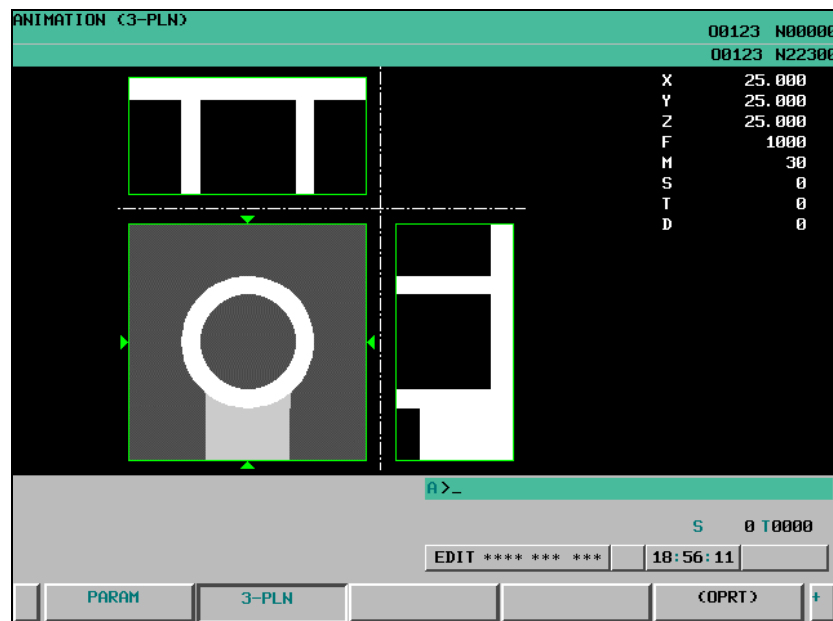 ANIMATION (3-PLN)
O0123 N00000
O0123 N22300
X 25.000
Y 25.000
Z 25.000
F 1000
M 30
S 0
T 0
D 0
A>_
S 0 T0000
EDIT **** *** ***
18:56:11
PARAM 3-PLN (OPRT) +